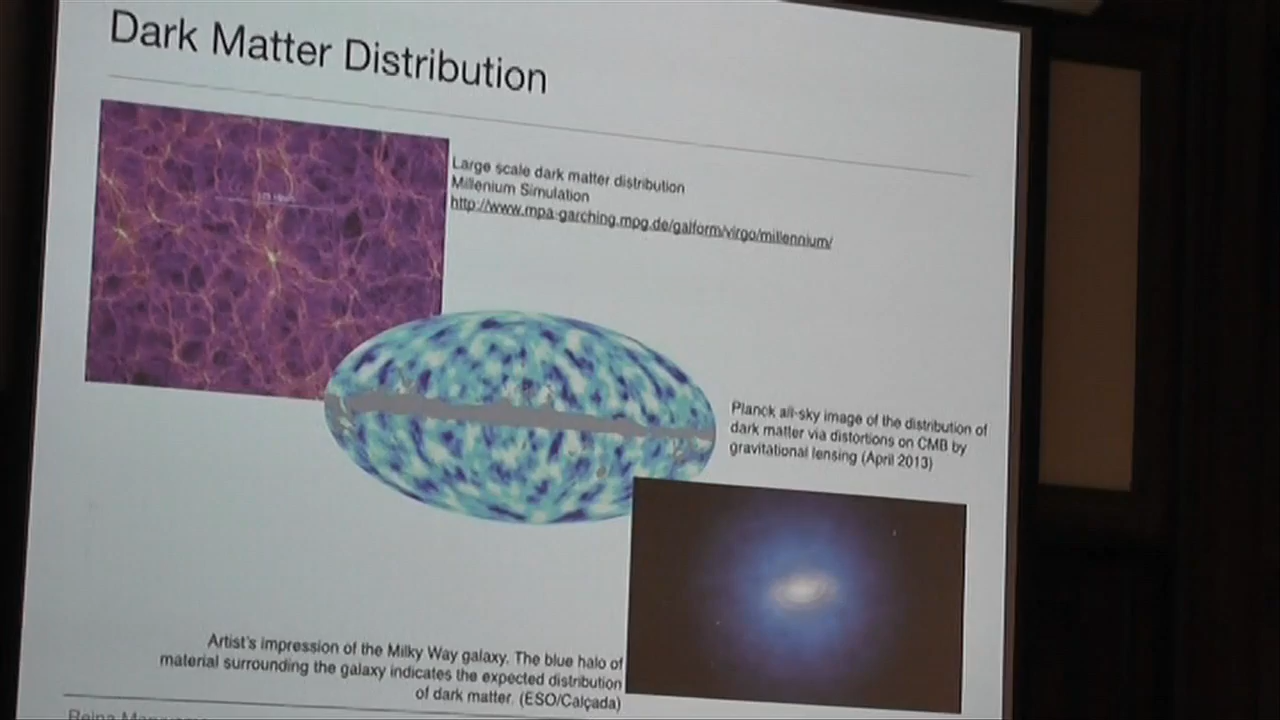 Dark Matter Distribution
Large scale dark matter distribution
Millenium Simulation
http://www.mpa-garching.mpg.de/galform/virgo/millennium/
Planck all-sky image of the distribution of
dark matter via distortions on CMB by
gravitational lensing (April 2013)
Artist's impression of the Milky Way galaxy. The blue halo of
material surrounding the galaxy indicates the expected distribution
of dark matter. (ESO/Calçada)